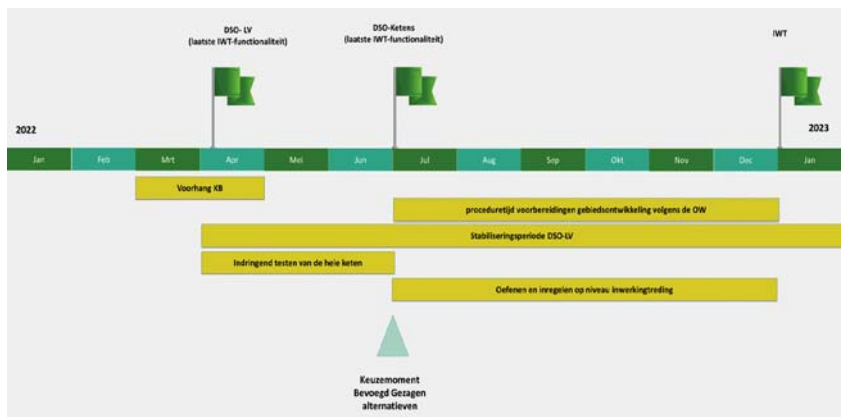 DSO- LV
(laatste IWT-functionaliteit)
DSO-Ketens
(laatste IWT-functionaliteit)
IWT
2022
2023
Jan
Feb
Mrt
Apr
Mei
Jun
Jul
Aug
Sep
Okt
Nov
Dec
Jan
Voorhang KB
proceduretijd voorbereidingen gebiedsontwikkeling volgens de OW
Stabiliseringsperiode DSO-LV
Indringend testen van de hele keten
Oefenen en inregelen op niveau inwerkingtreding
Keuzemoment
Bevoegd Gezagen
alternatieven